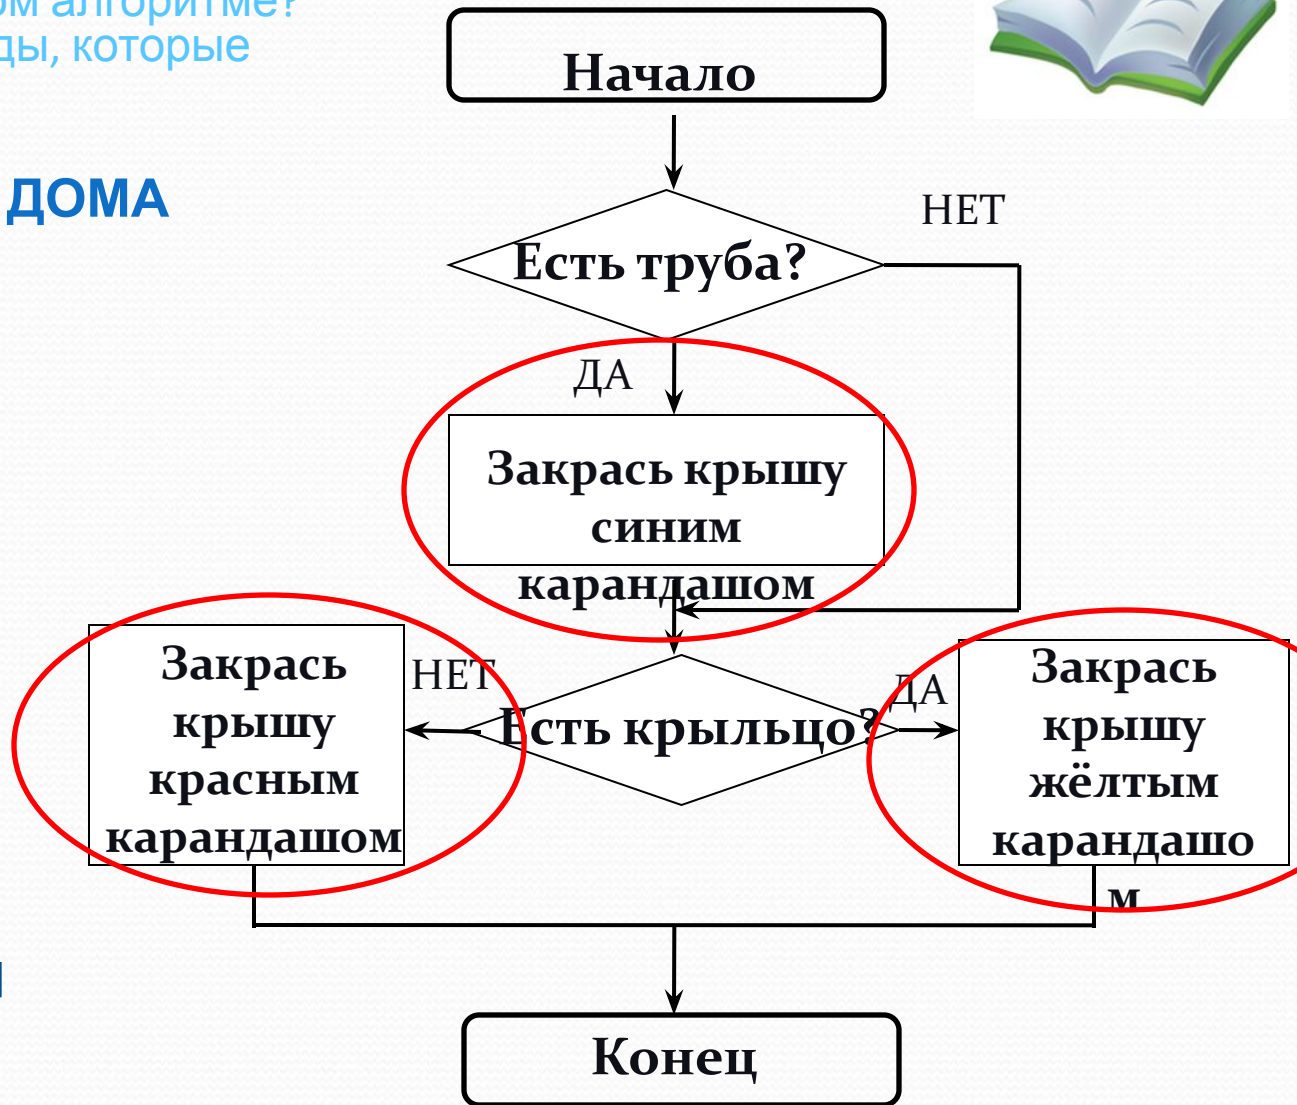 ом алгоритме?
ды, которые
Начало
ДОМА
НЕТ
Есть труба?
ДА
Закрась крышу
синим
карандашом
Закрась
крышу
красным
карандашом
НЕТ
Есть крыльцо?
ДА
Закрась
крышу
жёлтым
карандашо
м
Конец